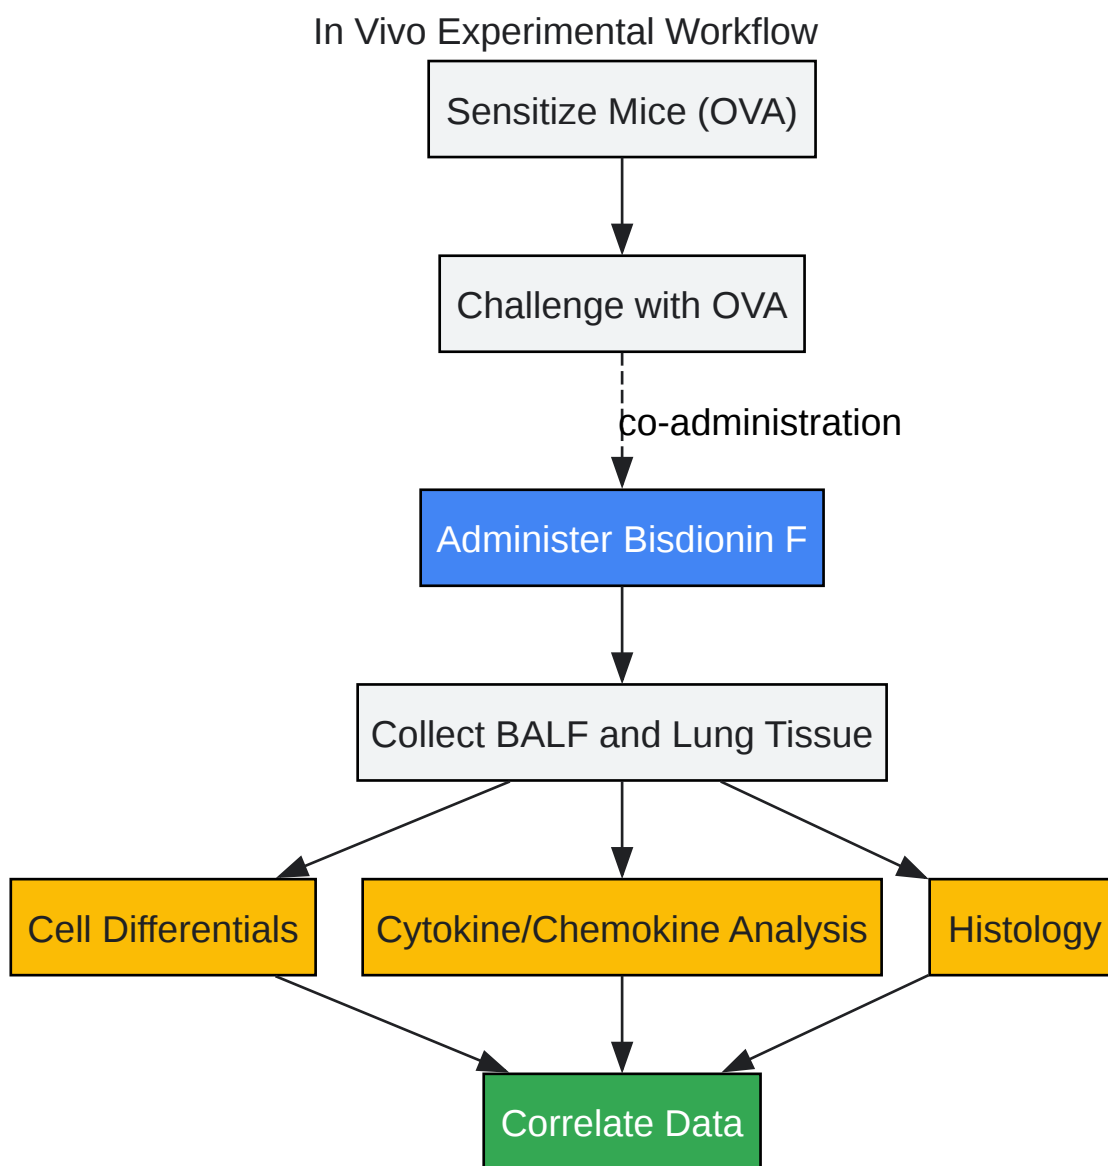 In Vivo Experimental Workflow
Sensitize Mice (OVA)
Challenge with OVA
co-administration
Administer Bisdionin F
Collect BALF and Lung Tissue
Cell Differentials
Cytokine/Chemokine Analysis
Histology
Correlate Data